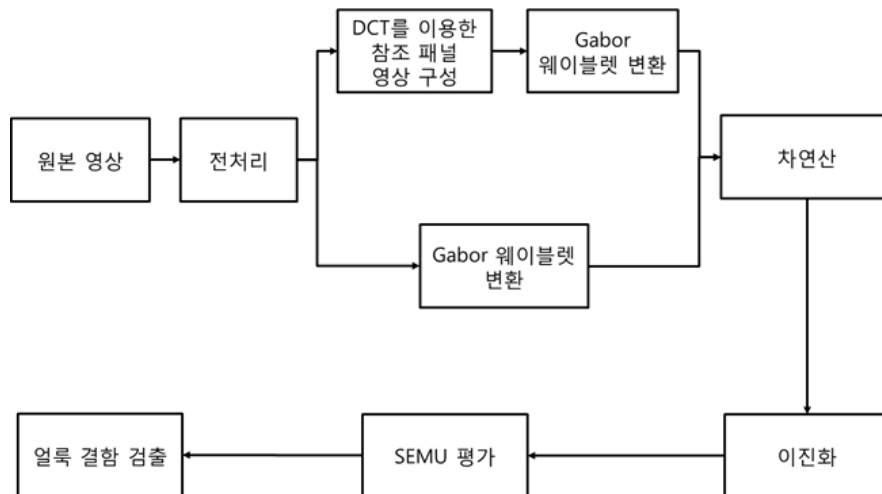 원본 영상
전처리
DCT를 이용한
참조 패널
영상 구성
Gabor
웨이블렛 변환
Gabor 웨이블렛
변환
차연산
이진화
SEMU 평가
얼룩 결함 검출